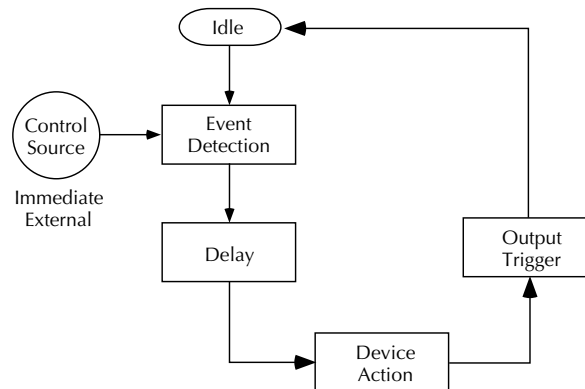 Idle
Control
Source
Event
Detection
Immediate
External
Delay
Output
Trigger
Device
Action